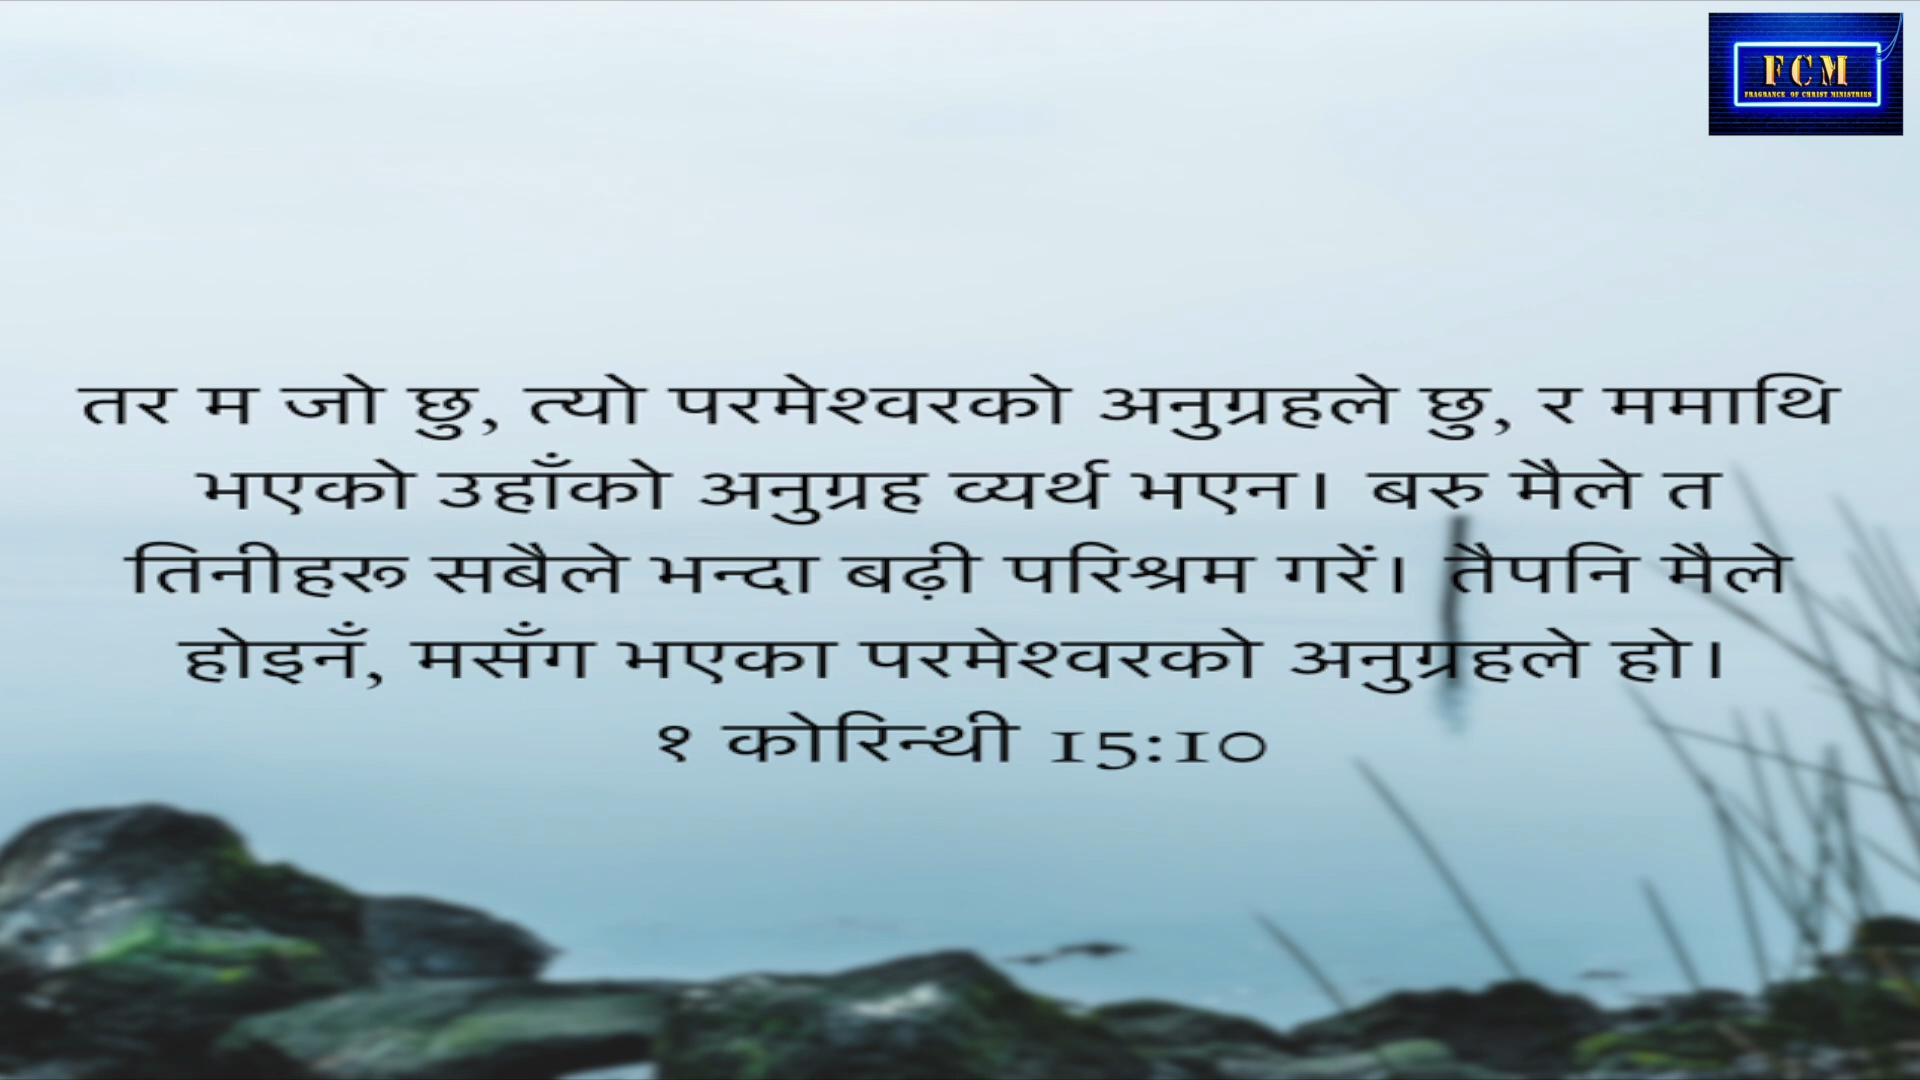 FCM
FRAGRANCE OF CHRIST MINISTRIES
तर म जो छु, त्यो परमेश्वरको अनुग्रहले छु, र ममाथि
भएको उहाँको अनुग्रह व्यर्थ भएन। बरु मैले त
तिनीहरू सबैले भन्दा बढ़ी परिश्रम गरें। तैपनि मैले
होइनँ, मसँग भएका परमेश्वरको अनुग्रहले हो।
१ कोरिन्थी 15:10